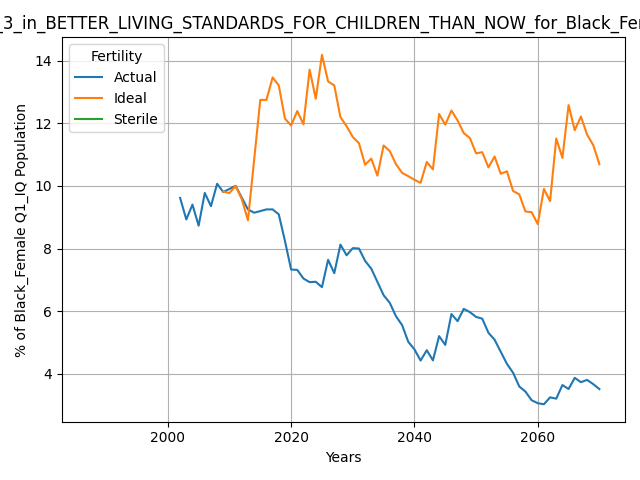 _3_in_BETTER_LIVING_STANDARDS_FOR_CHILDREN_THAN_NOW_for_Black_Fe
Fertility
Actual
Ideal
Sterile
% of Black_Female Q1_IQ Population
14
12
10
8
6
4
2000
2020
2040
2060
Years